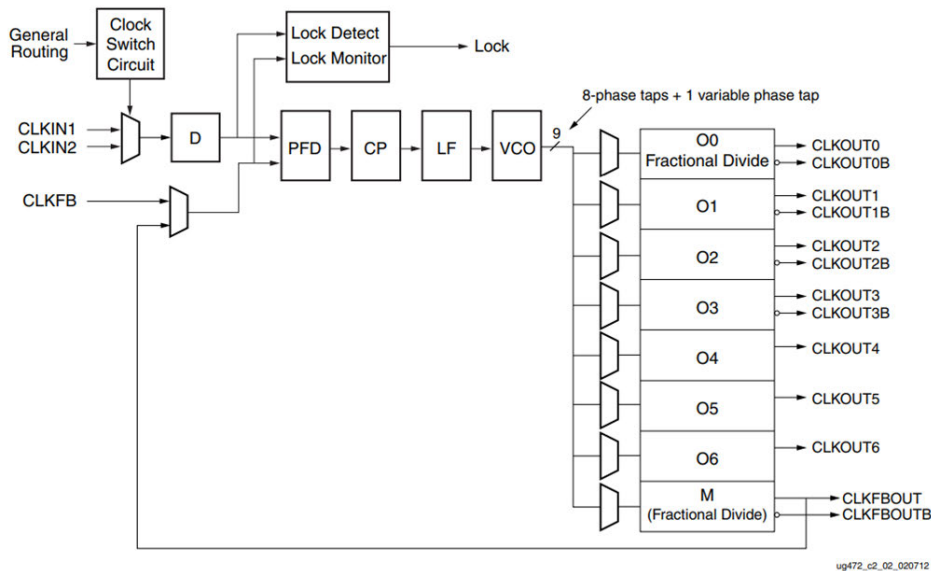 General
Routing
Clock
Switch
Circuit
Lock Detect
Lock Monitor
Lock
8-phase taps + 1 variable phase tap
CLKIN1
CLKIN2
D
PFD
CP
LF
VCO
9
CLKFB
O0
Fractional Divide
CLKOUT0
CLKOUT0B
O1
CLKOUT1
CLKOUT1B
O2
CLKOUT2
CLKOUT2B
O3
CLKOUT3
CLKOUT3B
O4
CLKOUT4
O5
CLKOUT5
O6
CLKOUT6
M
(Fractional Divide)
CLKFBOUT
CLKFBOUTB
ug472_c2_02_020712